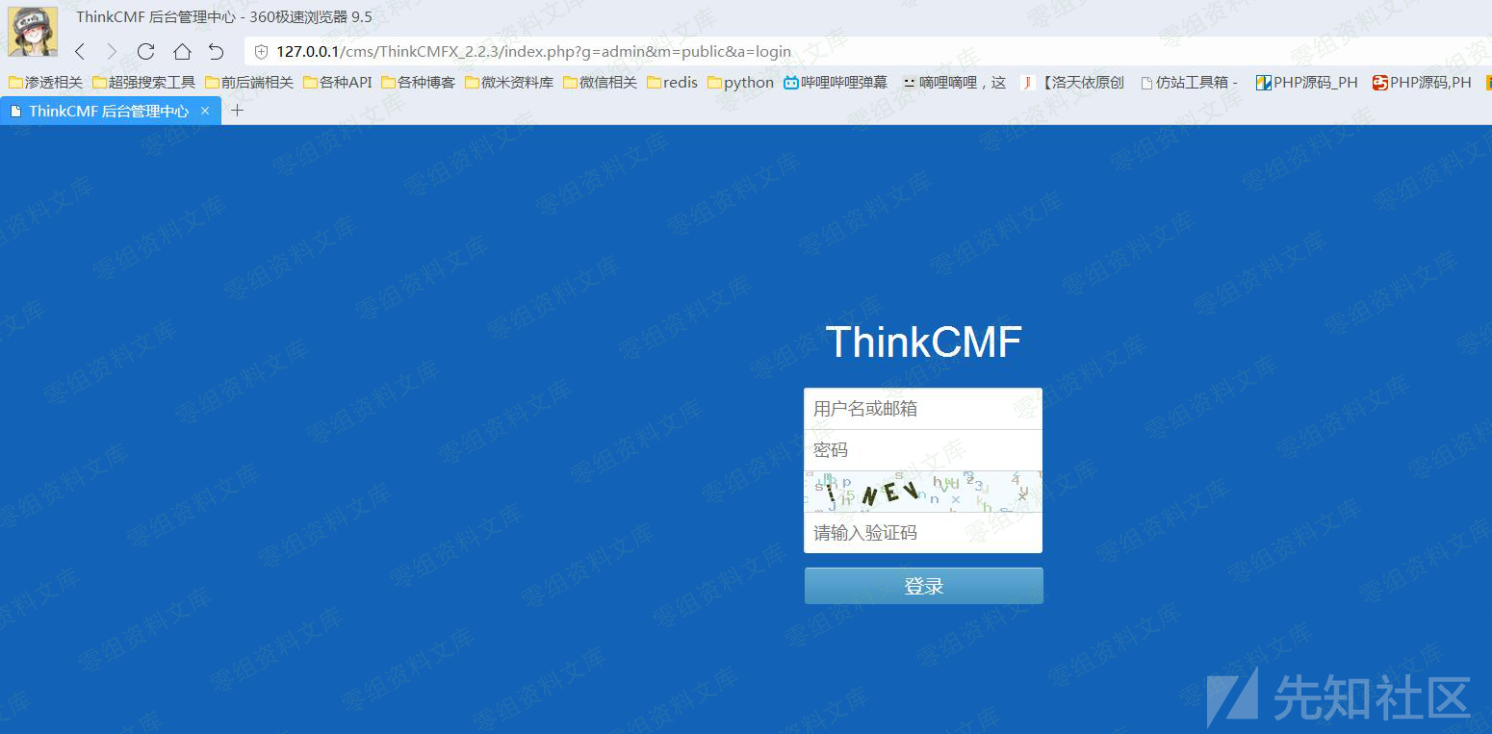 ThinkCMF 后台管理中心 - 360极速浏览器 9.5
127.0.0.1/cms/ThinkCMFX_2.2.3/index.php?g=admin&m=public&a=login
渗透相关 超强搜索工具 前后端相关 各种API 各种博客 微米资料库 微信相关 redis python 哔哩哔哩弹幕 嘀哩嘀哩，这 【洛天依原创 仿站工具箱 - PHP源码_PH PHP源码,PH
ThinkCMF 后台管理中心
ThinkCMF
用户名或邮箱
密码
NEV
请输入验证码
登录
先知社区
零组资料文库